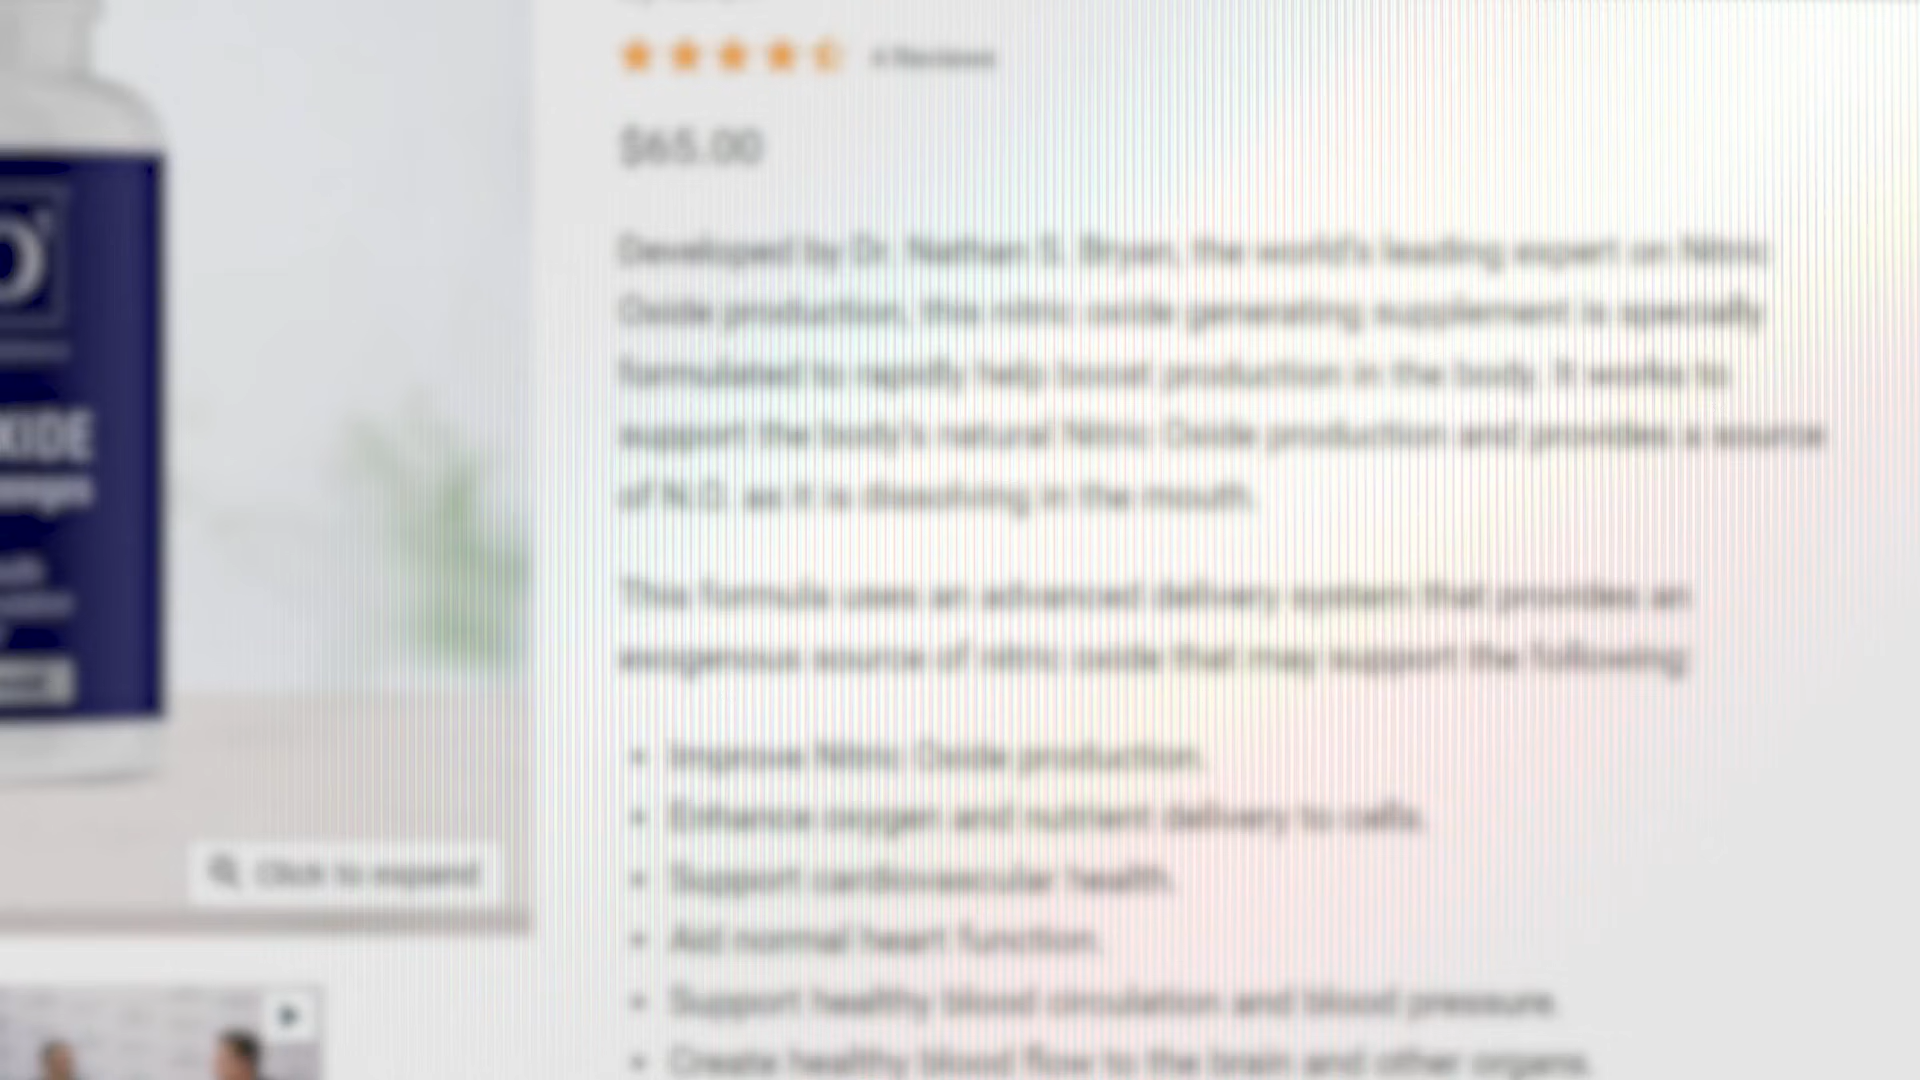 4 Reviews
$65.00
Developed by Dr. Nathan S. Bryan, the world's leading expert on Nitric
Oxide production, this nitric oxide generating supplement is specially
formulated to rapidly help boost production in the body. It works to
support the body's natural Nitric Oxide production and provides a source
of N.O. as it is dissolving in the mouth.
This formula uses an advanced delivery system that provides an
exogenous source of nitric oxide that may support the following:
• Improve Nitric Oxide production.
• Enhance oxygen and nutrient delivery to cells.
• Support cardiovascular health.
• Aid normal heart function.
• Support healthy blood circulation and blood pressure.
• Create healthy blood flow to the brain and other organs.
XIDE
Click to expand